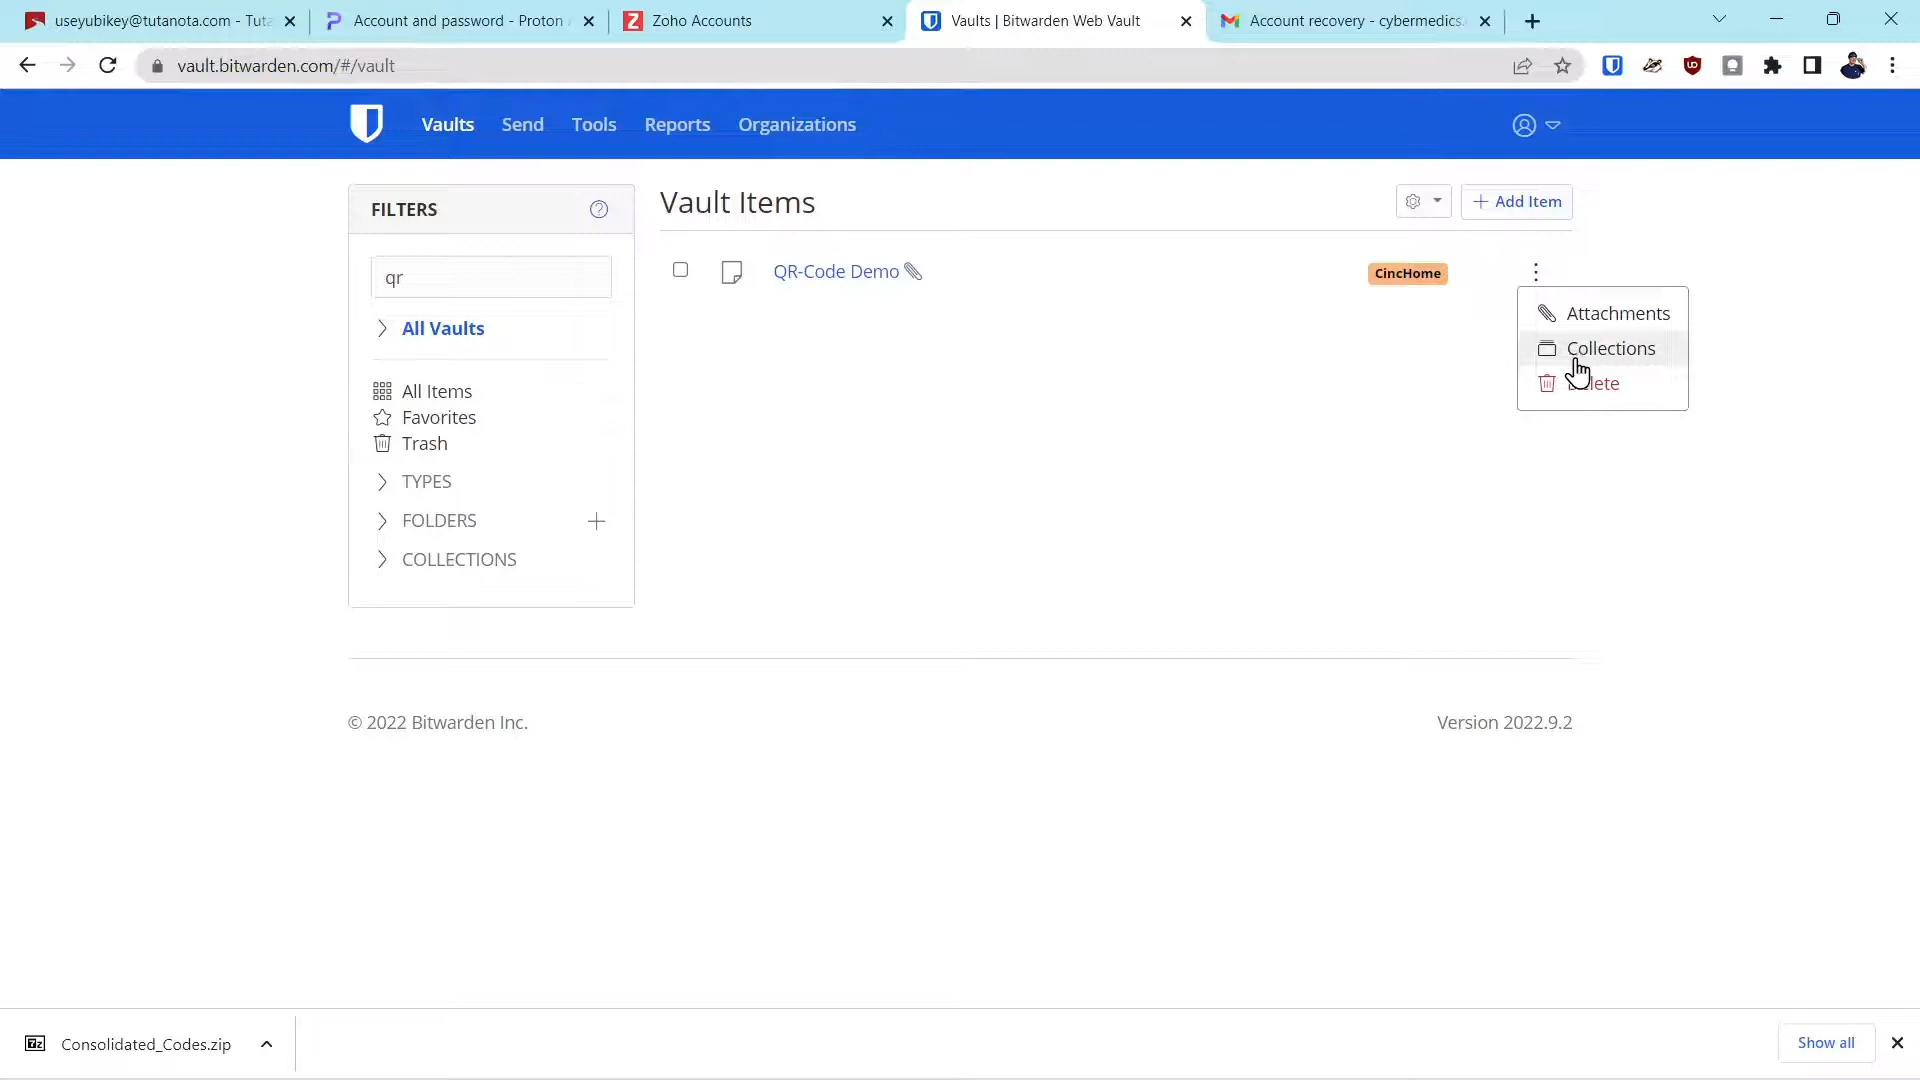 useyubikey@tutanota.com - Tuta
Account and password - Proton
Zoho Accounts
Vaults | Bitwarden Web Vault
Account recovery - cybermedics.
vault.bitwarden.com/#/vault
Vaults
Send
Tools
Reports
Organizations
FILTERS
qr
All Vaults
All Items
Favorites
Trash
TYPES
FOLDERS
COLLECTIONS
Vault Items
Add Item
QR-Code Demo
CincHome
Attachments
Collections
© 2022 Bitwarden Inc.
Version 2022.9.2
Consolidated_Codes.zip
Show all